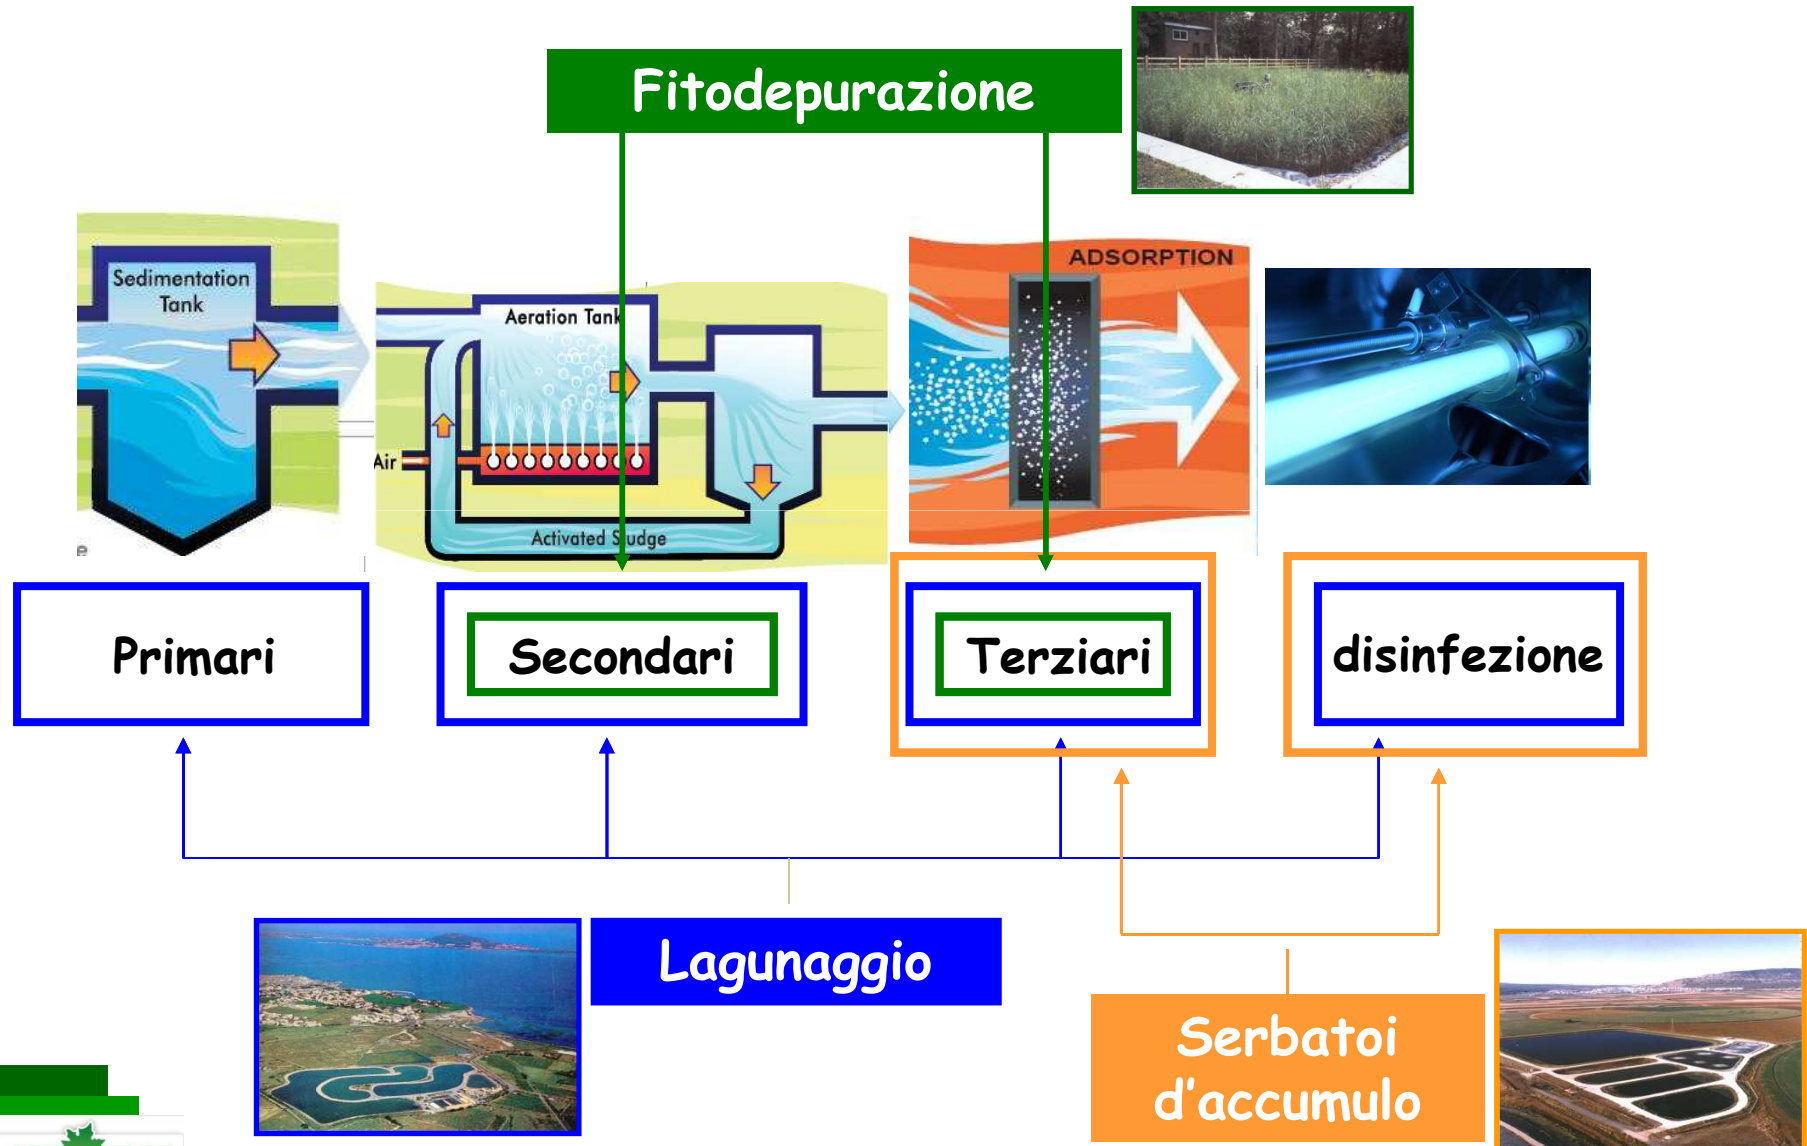 Fitodepurazione
Sedimentation
Tank
Aeration Tank
Air
Activated Sludge
ADSORPTION
e
Primari
Secondari
Terziari
disinfezione
Lagunaggio
Serbatoi
d'accumulo